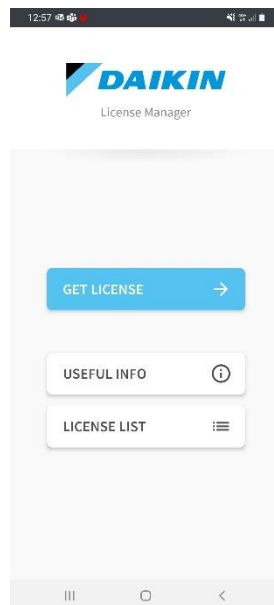 12:57
DAIKIN
License Manager
GET LICENSE
USEFUL INFO
LICENSE LIST